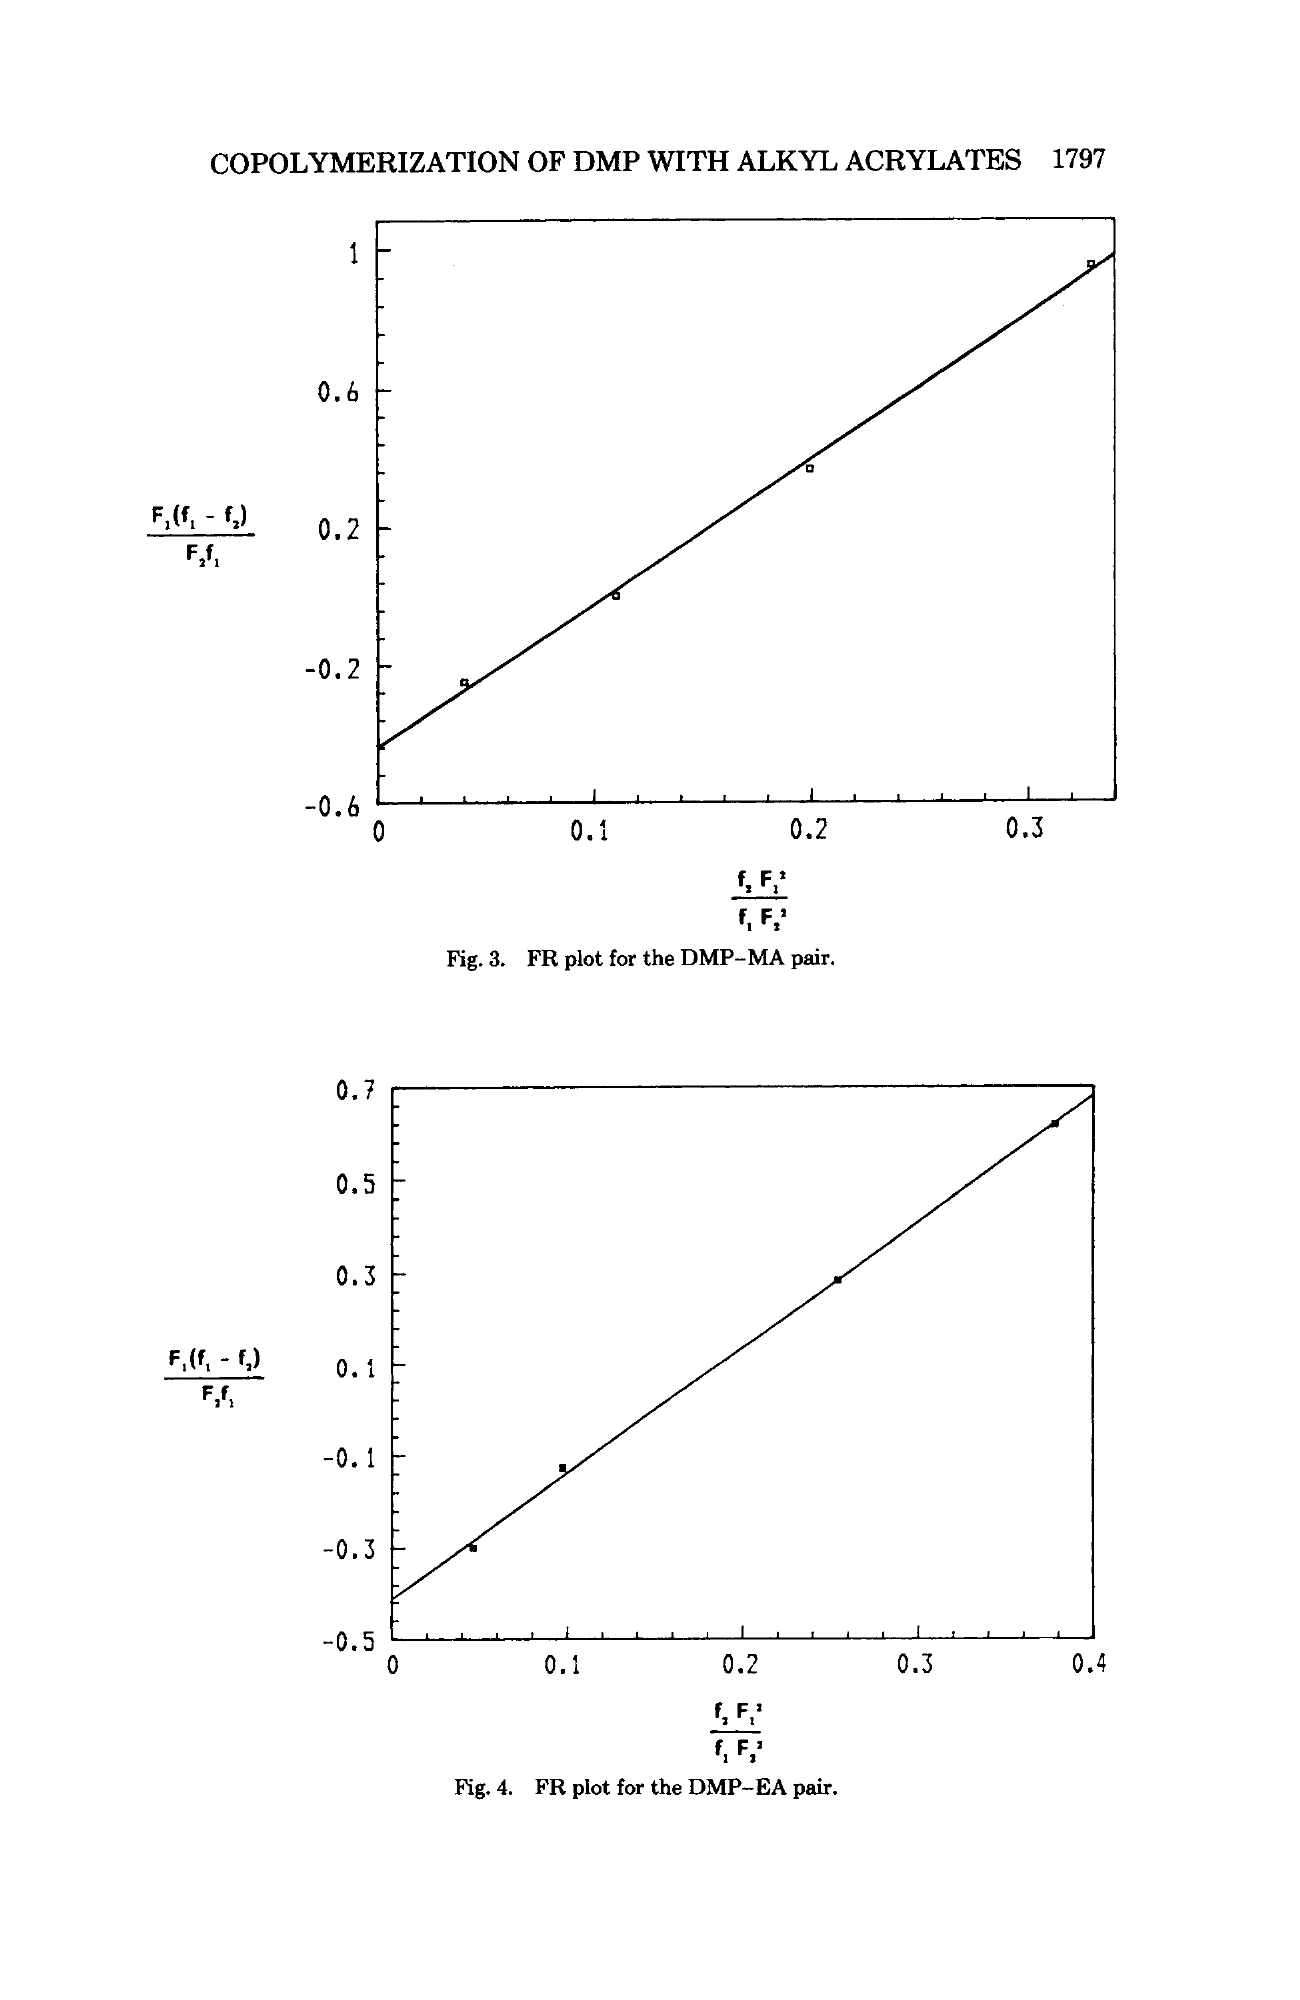 COPOLYMERIZATION OF DMP WITH ALKYL ACRYLATES 1797
1
0.6
F₁(f₁ - f₂)
F₂f₁
0.2
-0.2
-0.6
0 0.1 0.2 0.3
f₂ F₁²
f₁ F₂²
Fig. 3. FR plot for the DMP–MA pair.
0.7
0.5
0.3
F₁(f₁ - f₂)
F₂f₁
0.1
-0.1
-0.3
-0.5
0 0.1 0.2 0.3 0.4
f₂ F₁²
f₁ F₂²
Fig. 4. FR plot for the DMP–EA pair.